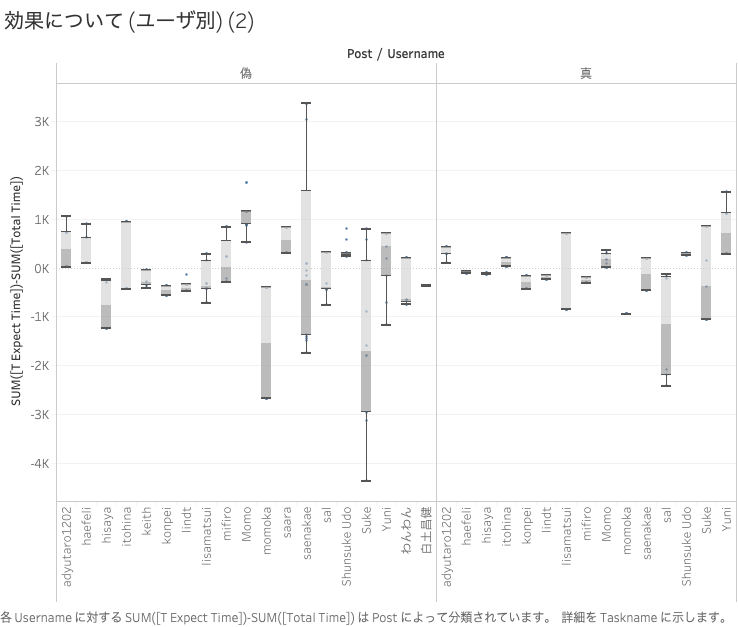 効果について (ユーザ別) (2)
Post / Username
偽
真
SUM([T Expect Time])-SUM([Total Time])
3K
2K
1K
0K
-1K
-2K
-3K
-4K
adyutaro1202
haefeli
hisaya
itohina
keith
konpei
lindt
lisamatsui
mifiro
Momo
momoka
saara
saenakae
sal
Shunsuke Udo
Suke
Yuni
わんわん
白土昌健
adyutaro1202
haefeli
hisaya
itohina
konpei
lindt
lisamatsui
mifiro
Momo
momoka
saenakae
sal
Shunsuke Udo
Suke
Yuni
各 Username に対する SUM([T Expect Time])-SUM([Total Time]) は Post によって分類されています。 詳細を Taskname に示します。